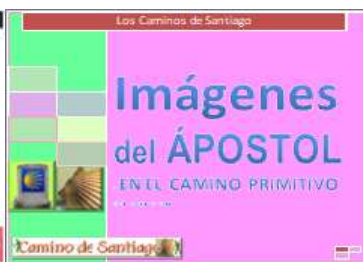 Los Caminos de Santiago
Imágenes
del ÁPOSTOL
EN EL CAMINO PRIMITIVO
Camino de Santiago